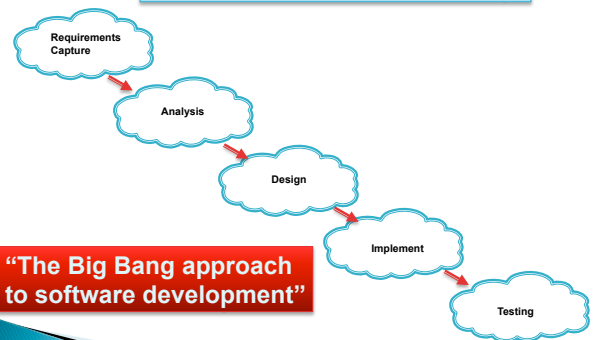 Requirements
Capture
Analysis
Design
Implement
“The Big Bang approach
to software development”
Testing